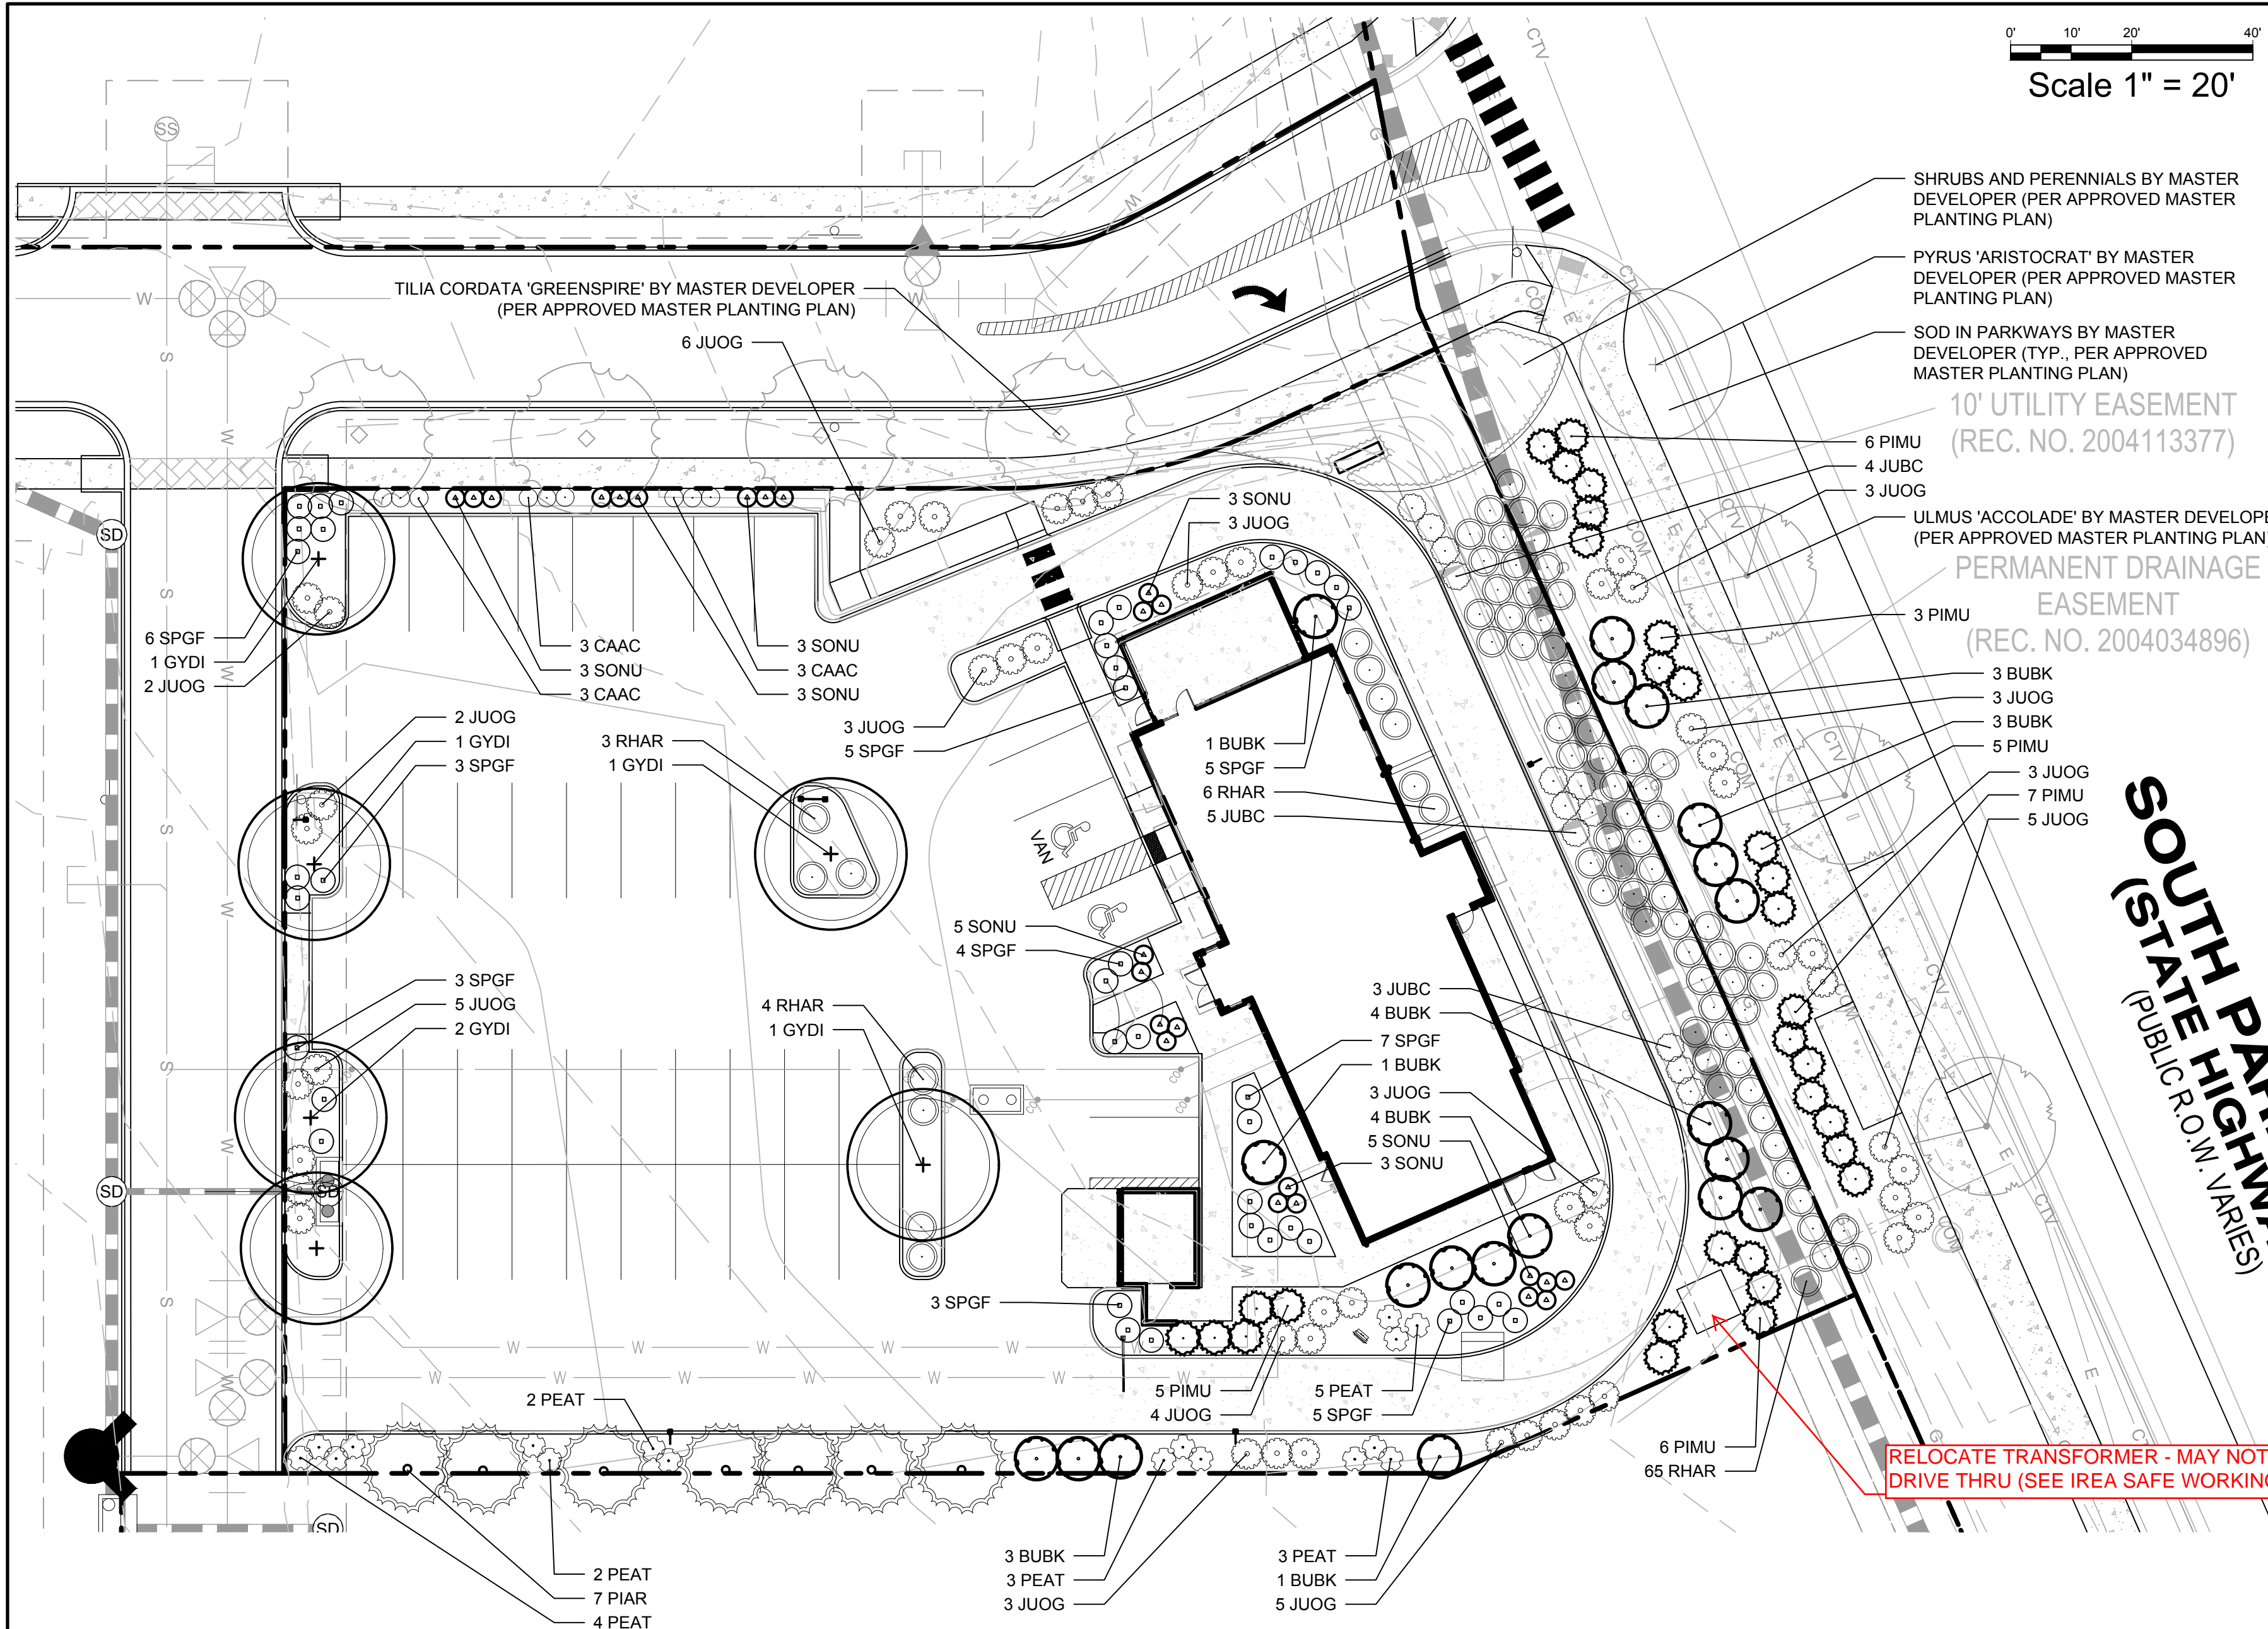 0' 10' 20' 40'
Scale 1" = 20'
SHRUBS AND PERENNIALS BY MASTER
DEVELOPER (PER APPROVED MASTER
PLANTING PLAN)
PYRUS 'ARISTOCRAT' BY MASTER
DEVELOPER (PER APPROVED MASTER
PLANTING PLAN)
SOD IN PARKWAYS BY MASTER
DEVELOPER (TYP., PER APPROVED
MASTER PLANTING PLAN)
10' UTILITY EASEMENT
(REC. NO. 2004113377)
6 PIMU
4 JUBC
3 JUOG
ULMUS 'ACCOLADE' BY MASTER
(PER APPROVED MASTER PLANTING PLAN
PERMANENT DRAINAGE
EASEMENT
(REC. NO. 2004034896)
3 PIMU
3 BUBK
3 JUOG
3 BUBK
5 PIMU
3 JUOG
7 PIMU
5 JUOG
SOUTH
(STATE
(PUBLIC R.O.W. VARIES)
TILIA CORDATA 'GREENSPIRE' BY MASTER DEVELOPER
(PER APPROVED MASTER PLANTING PLAN)
6 JUOG
3 SONU
3 JUOG
6 SPGF
1 GYDI
2 JUOG
3 CAAC
3 SONU
3 CAAC
3 SONU
3 CAAC
3 SONU
2 JUOG
1 GYDI
3 SPGF
3 RHAR
1 GYDI
3 JUOG
5 SPGF
1 BUBK
5 SPGF
6 RHAR
5 JUBC
VAN
5 SONU
4 SPGF
3 SPGF
5 JUOG
2 GYDI
4 RHAR
1 GYDI
3 JUBC
4 BUBK
7 SPGF
1 BUBK
3 JUOG
4 BUBK
5 SONU
3 SONU
3 SPGF
2 PEAT
5 PIMU
4 JUOG
5 PEAT
5 SPGF
6 PIMU
65 RHAR
RELOCATE TRANSFORMER - MAY NOT
DRIVE THRU (SEE IREA SAFE
2 PEAT
7 PIAR
4 PEAT
3 BUBK
3 PEAT
3 JUOG
3 PEAT
1 BUBK
5 JUOG
SS
SD
SD
SD
SD